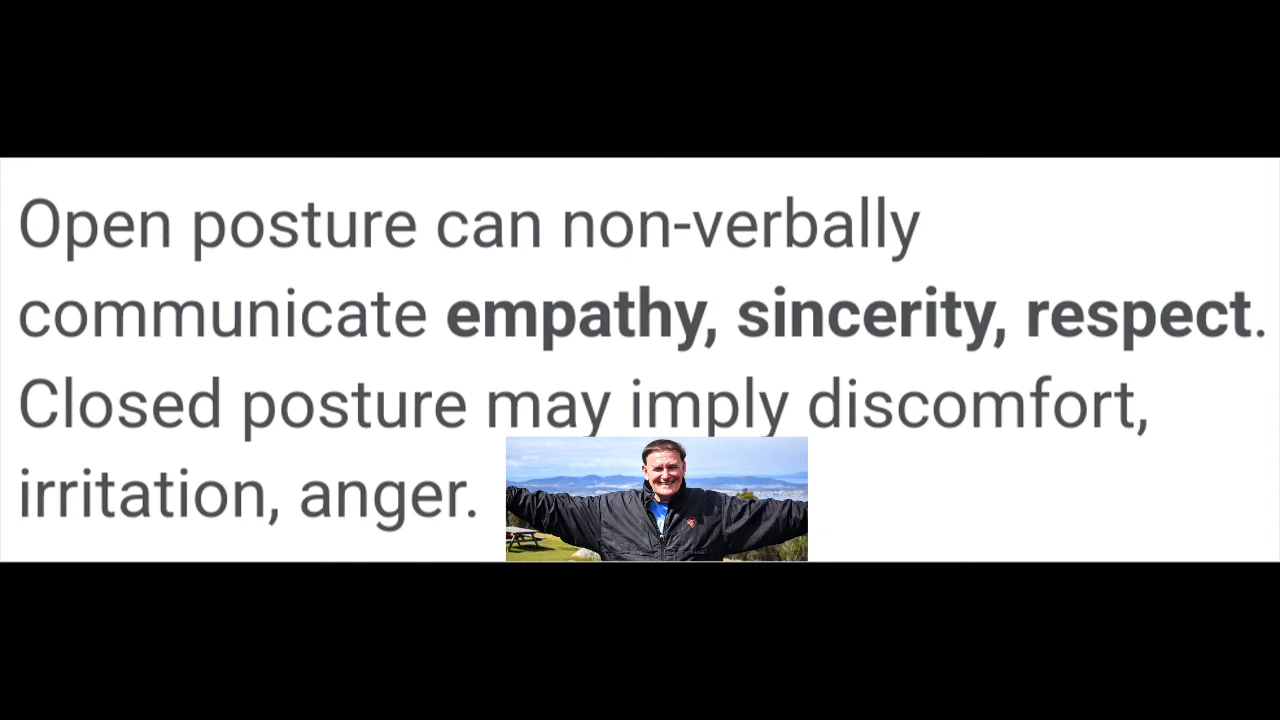 Open posture can non-verbally
communicate empathy, sincerity, respect.
Closed posture may imply discomfort,
irritation, anger.